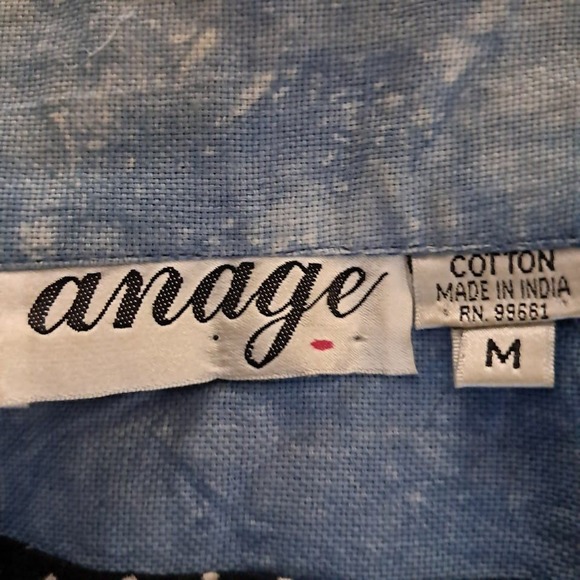 anage
COTTON
MADE IN INDIA
RN 99661
M